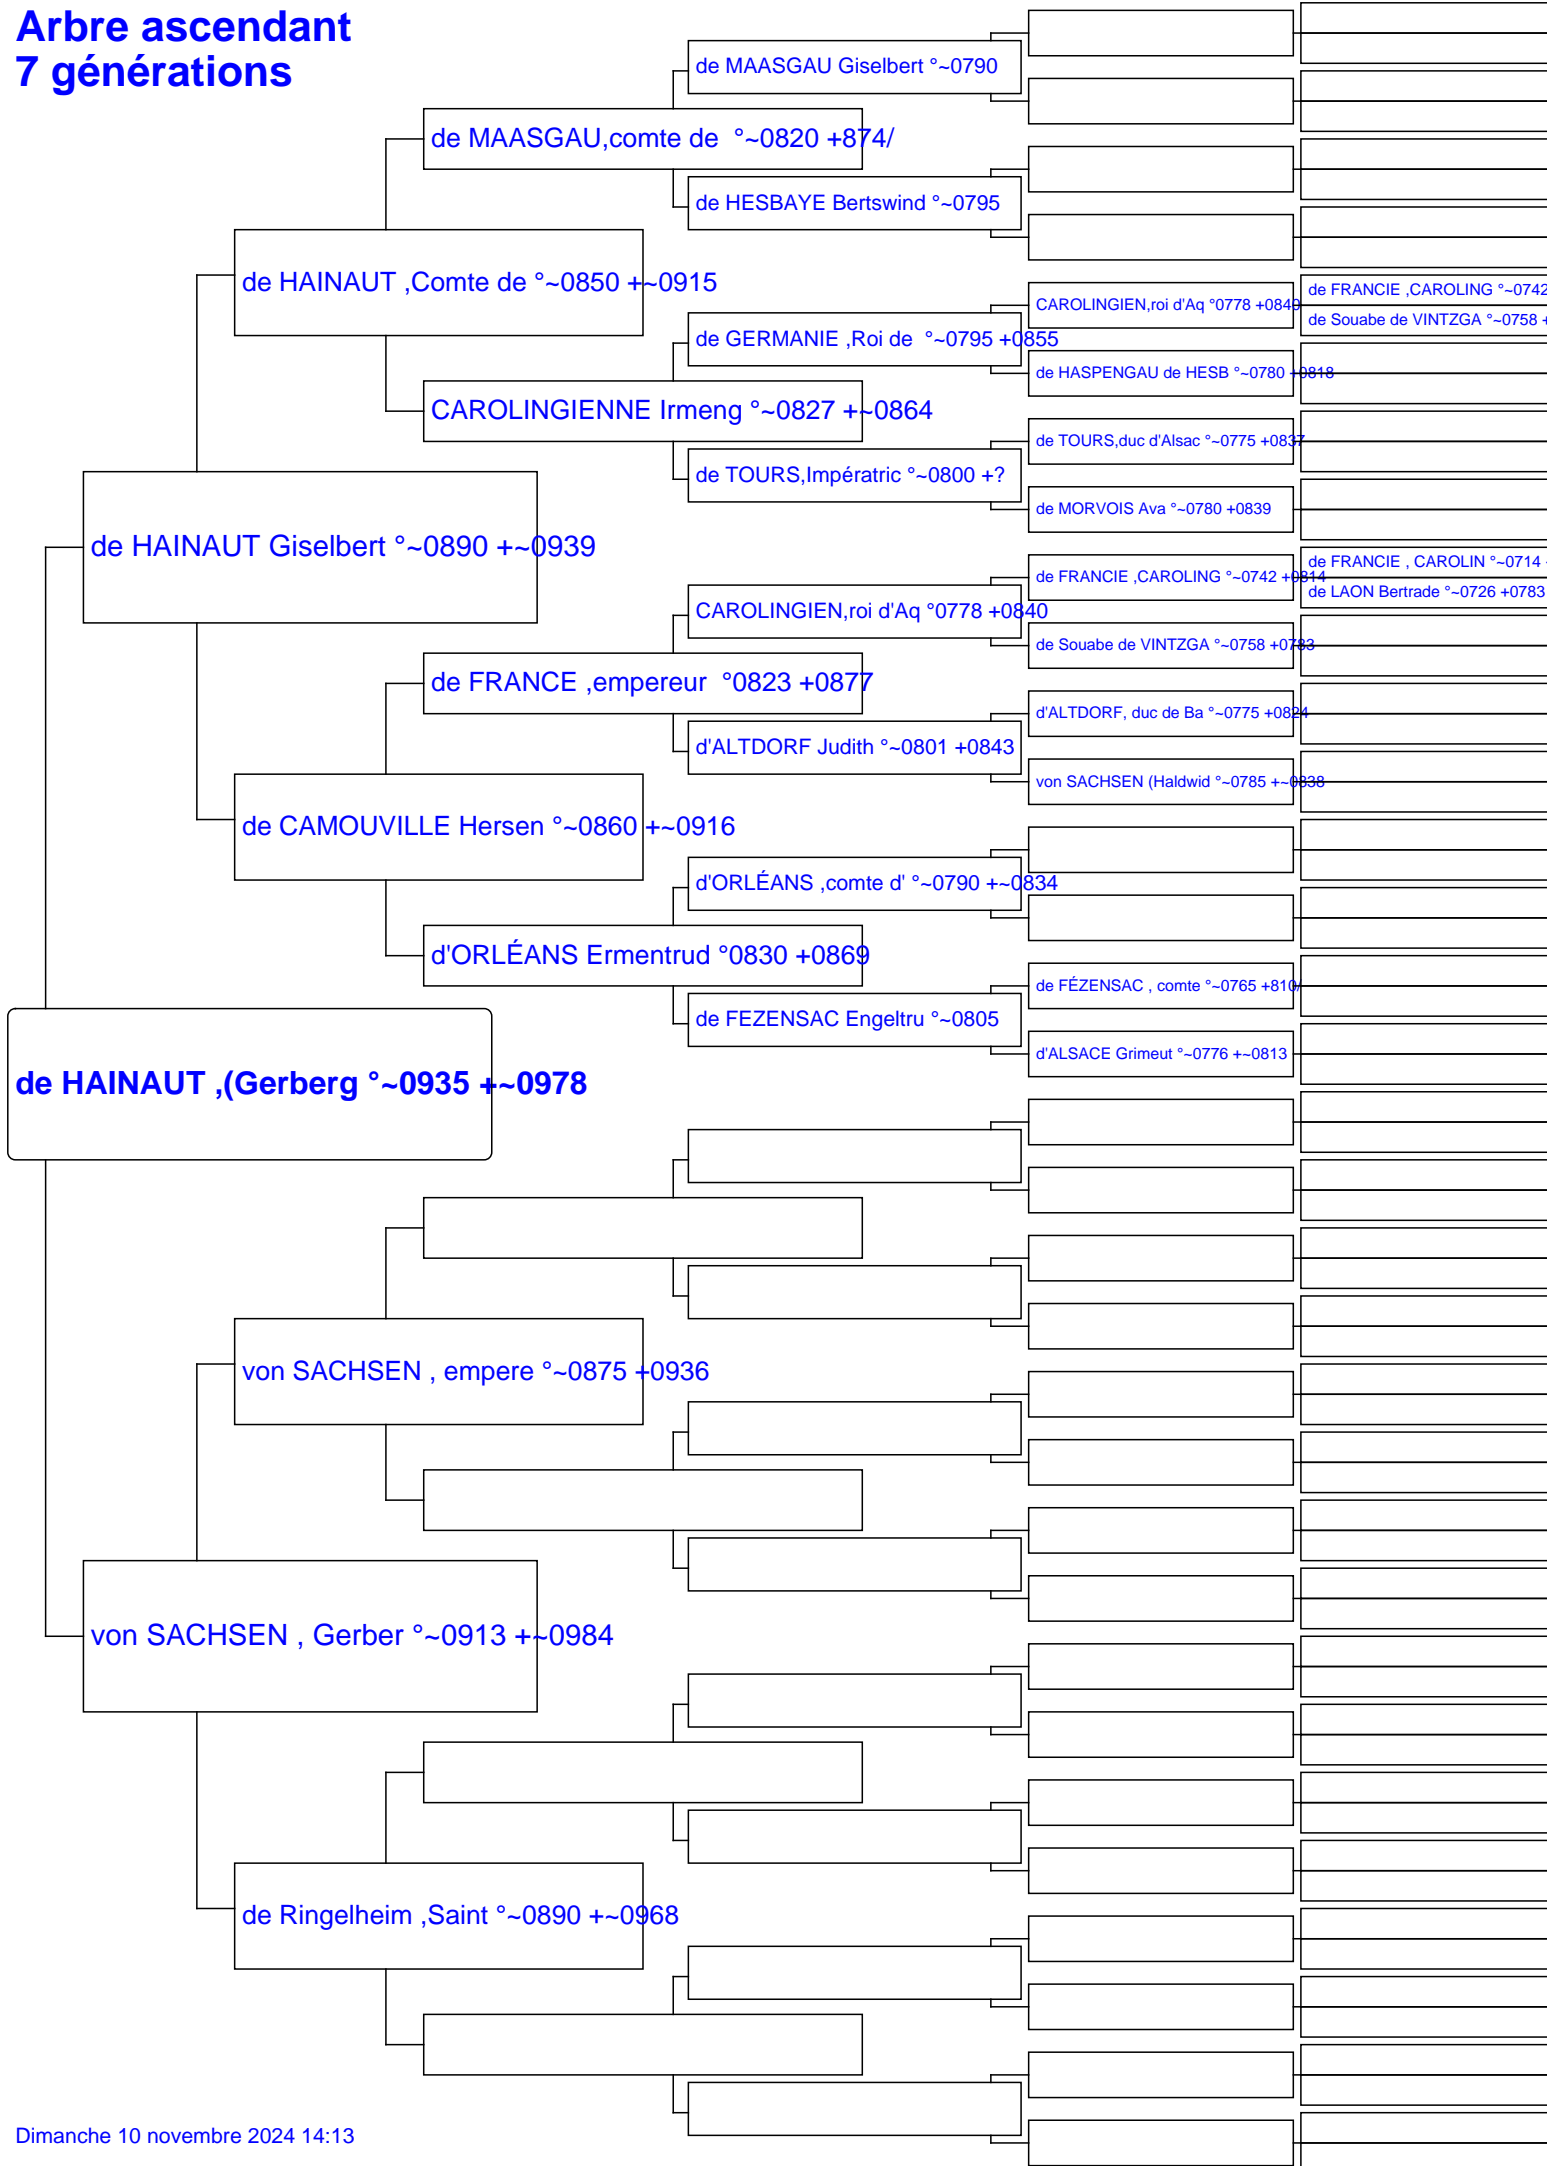 Arbre ascendant
7 générations
de MAASGAU Giselbert °~0790
de MAASGAU,comte de  °~0820 +874/
de HESBAYE Bertswind °~0795
de HAINAUT ,Comte de °~0850 +~0915
de FRANCIE ,CAROLING °~0742
CAROLINGIEN,roi d'Aq °0778 +0840
de Souabe de VINTZGA °~0758 +
de GERMANIE ,Roi de  °~0795 +0855
de HASPENGAU de HESB °~0780 +0818
CAROLINGIENNE Irmeng °~0827 +~0864
de TOURS,duc d'Alsac °~0775 +0837
de TOURS,Impératric °~0800 +?
de MORVOIS Ava °~0780 +0839
de HAINAUT Giselbert °~0890 +~0939
de FRANCIE , CAROLIN °~0714
de FRANCIE ,CAROLING °~0742 +0814
de LAON Bertrade °~0726 +0783
CAROLINGIEN,roi d'Aq °0778 +0840
de Souabe de VINTZGA °~0758 +0783
de FRANCE ,empereur  °0823 +0877
d'ALTDORF, duc de Ba °~0775 +0824
d'ALTDORF Judith °~0801 +0843
von SACHSEN (Haldwid °~0785 +~0838
de CAMOUVILLE Hersen °~0860 +~0916
d'ORLÉANS ,comte d' °~0790 +~0834
d'ORLÉANS Ermentrud °0830 +0869
de FÉZENSAC , comte °~0765 +810/
de FEZENSAC Engeltru °~0805
d'ALSACE Grimeut °~0776 +~0813
de HAINAUT ,(Gerberg °~0935 +~0978
von SACHSEN , empere °~0875 +0936
von SACHSEN , Gerber °~0913 +~0984
de Ringelheim ,Saint °~0890 +~0968
Dimanche 10 novembre 2024 14:13